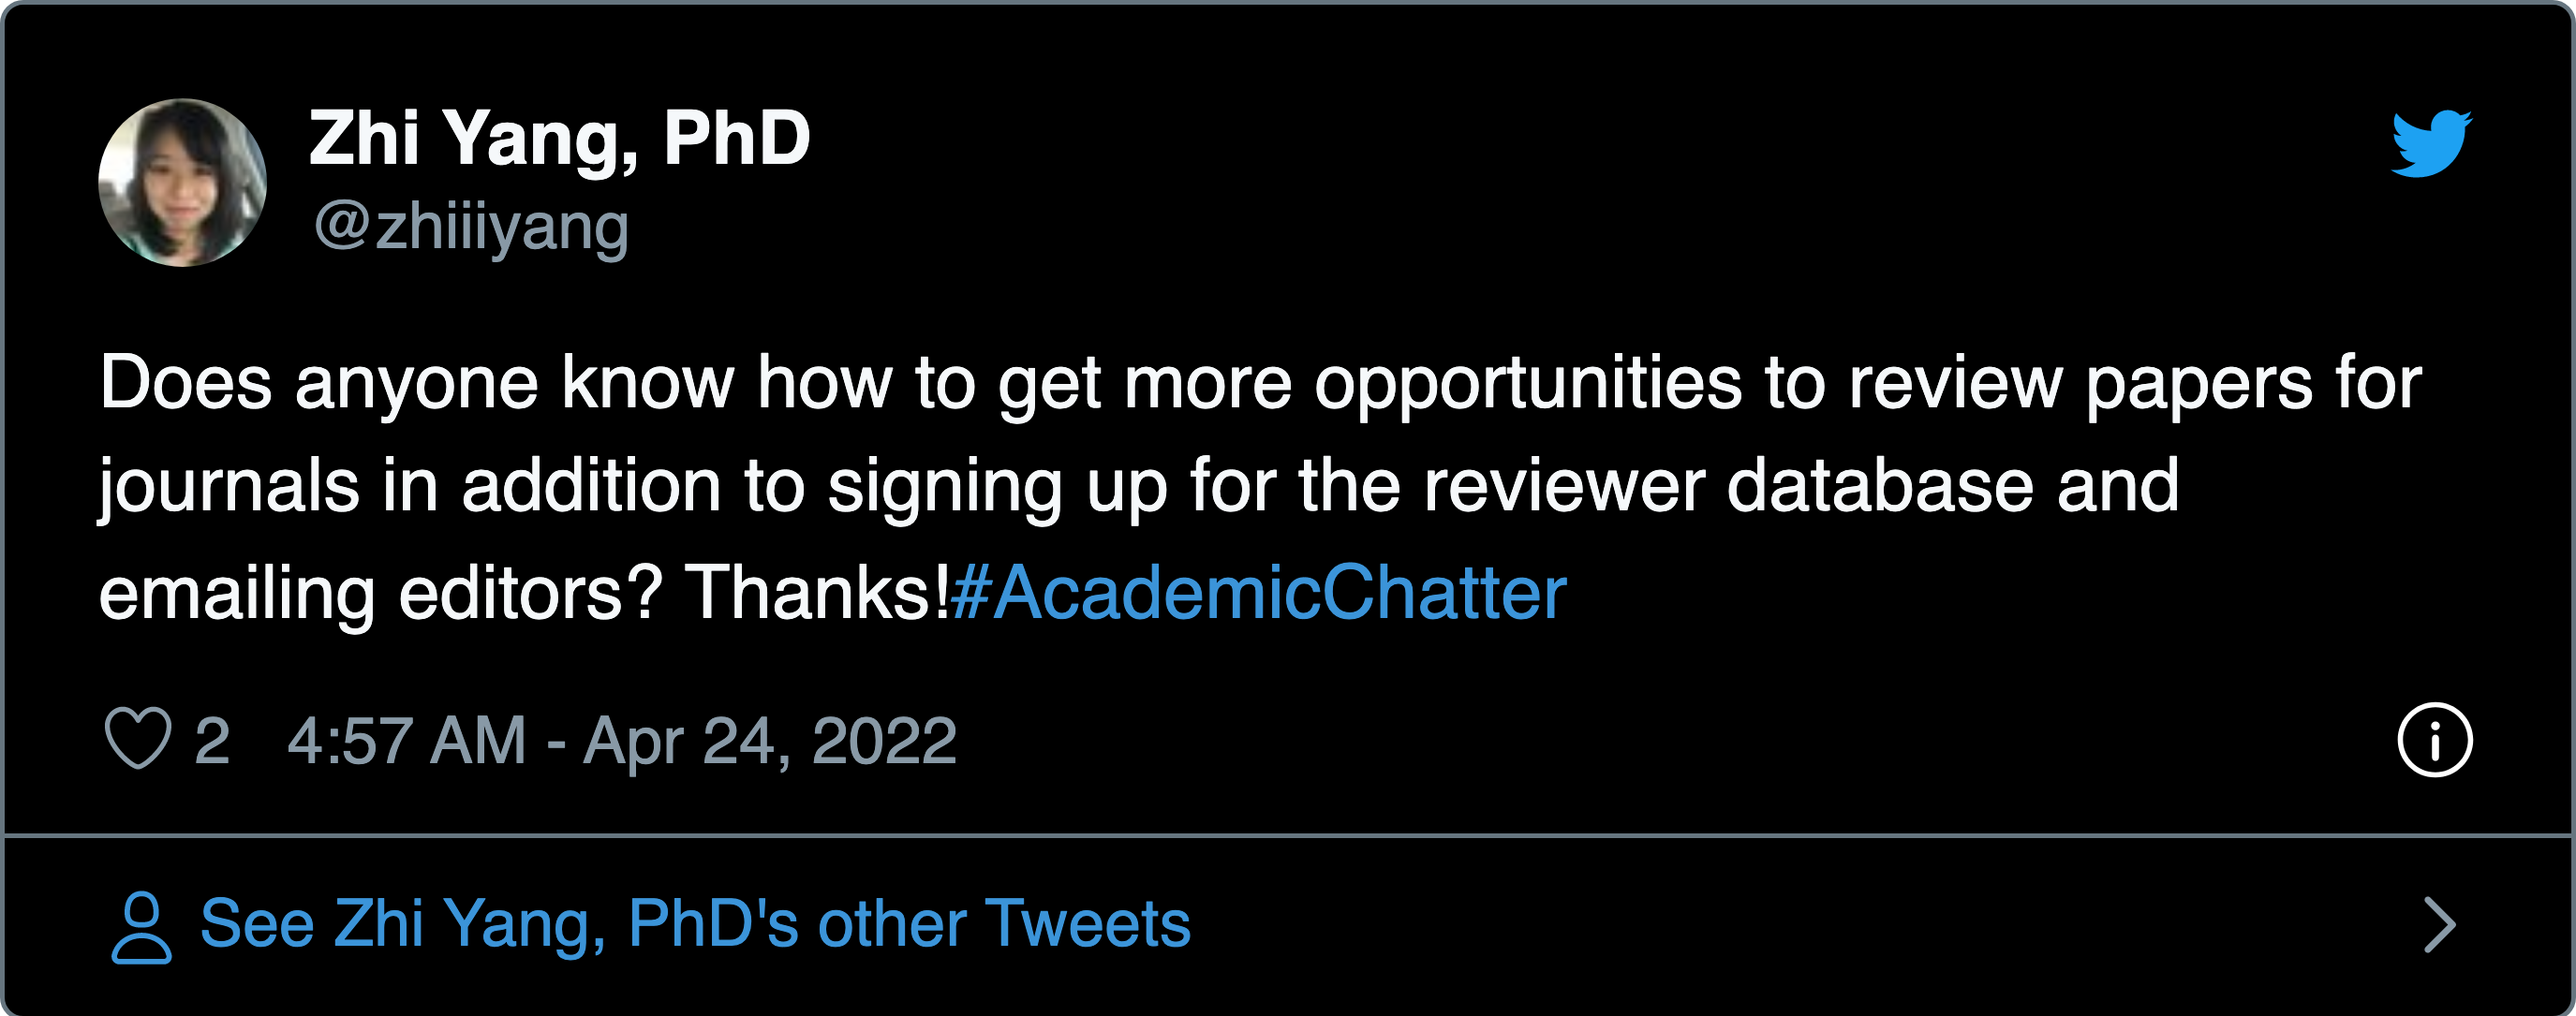 Zhi Yang, PhD
@zhiiiyang
Does anyone know how to get more opportunities to review papers for
journals in addition to signing up for the reviewer database and
emailing editors? Thanks!#AcademicChatter
2 4:57 AM - Apr 24, 2022
See Zhi Yang, PhD's other Tweets